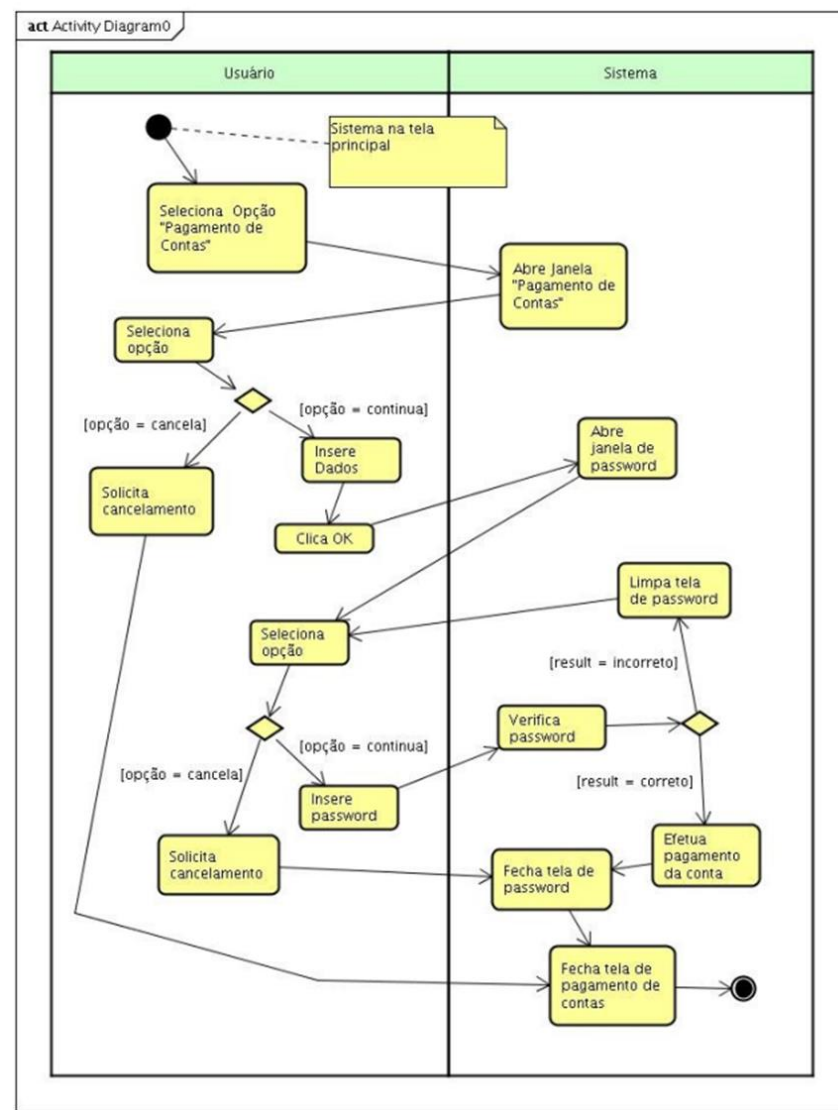 act Activity Diagram0
Usuário
Sistema
Sistema na tela
principal
Seleciona Opção
"Pagamento de
Contas"
Abre Janela
"Pagamento de
Contas"
Seleciona
opção
[opção = cancela]
[opção = continua]
Insere
Dados
Abre
janela de
password
Solicita
cancelamento
Clica OK
Limpa tela
de password
Seleciona
opção
[result = incorreto]
Verifica
password
[opção = continua]
[opção = cancela]
[result = correto]
Insere
password
Solicita
cancelamento
Efetua
pagamento
da conta
Fecha tela de
password
Fecha tela de
pagamento de
contas